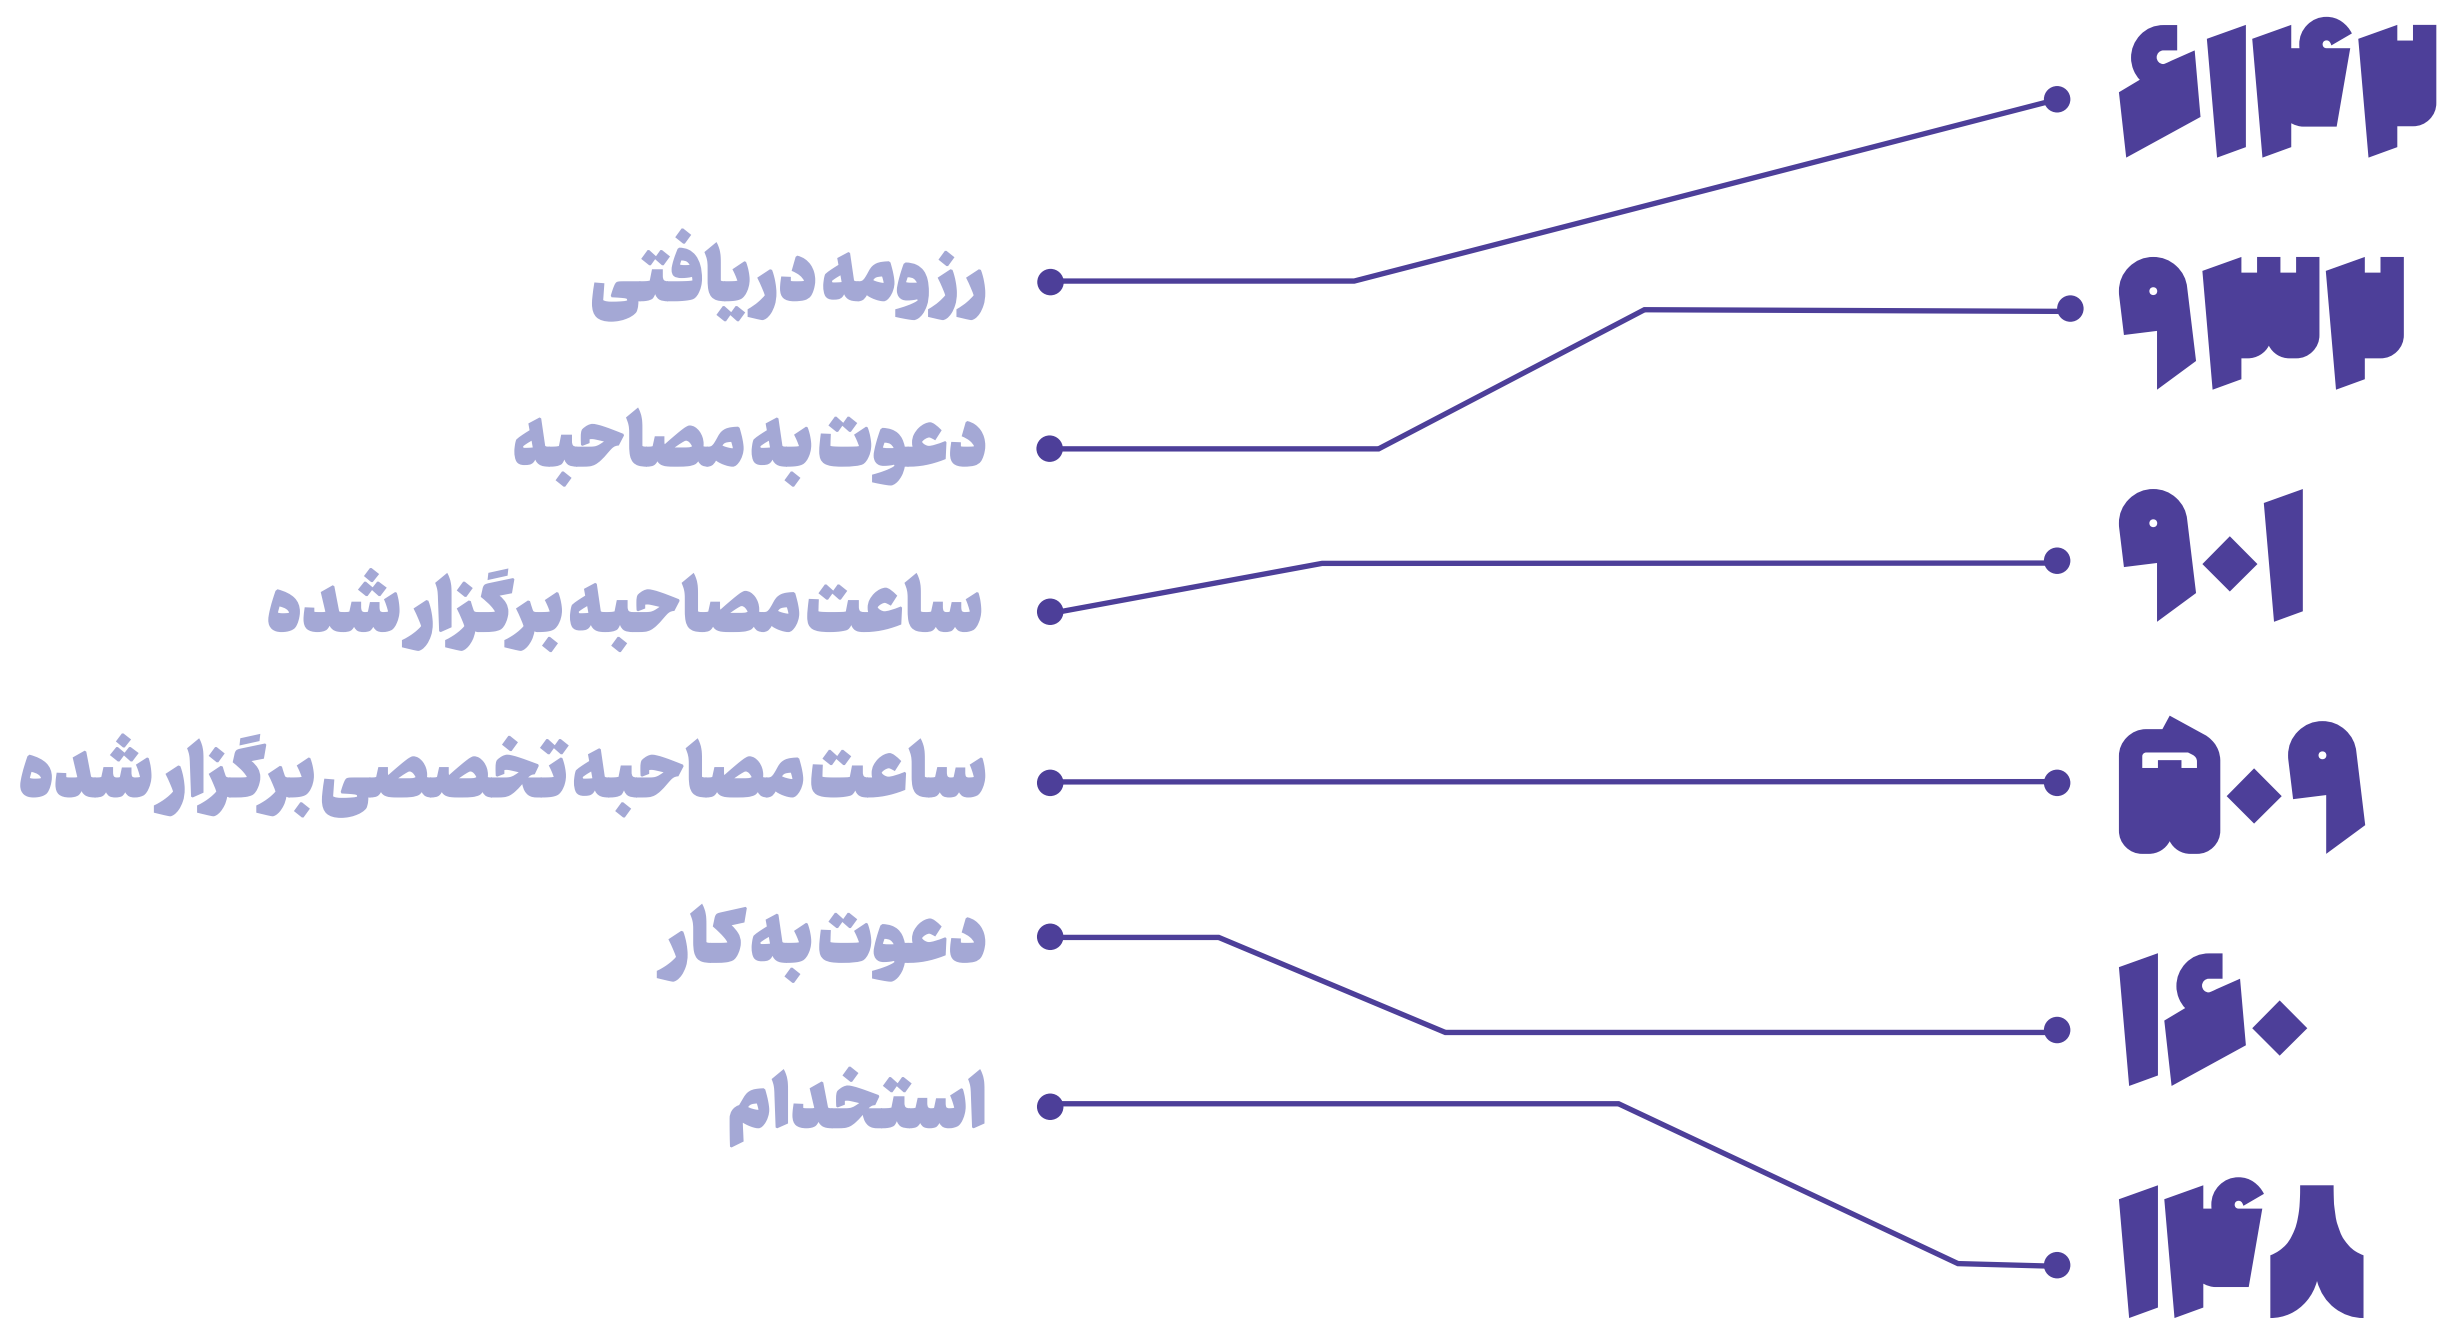 ۶۱۴۲
رزومه دریافتی
۹۳۲
دعوت به مصاحبه
۹۰۱
ساعت مصاحبه برگزار شده
۵۰۹
ساعت مصاحبه تخصصی برگزار شده
۱۶۰
دعوت به کار
۱۴۸
استخدام